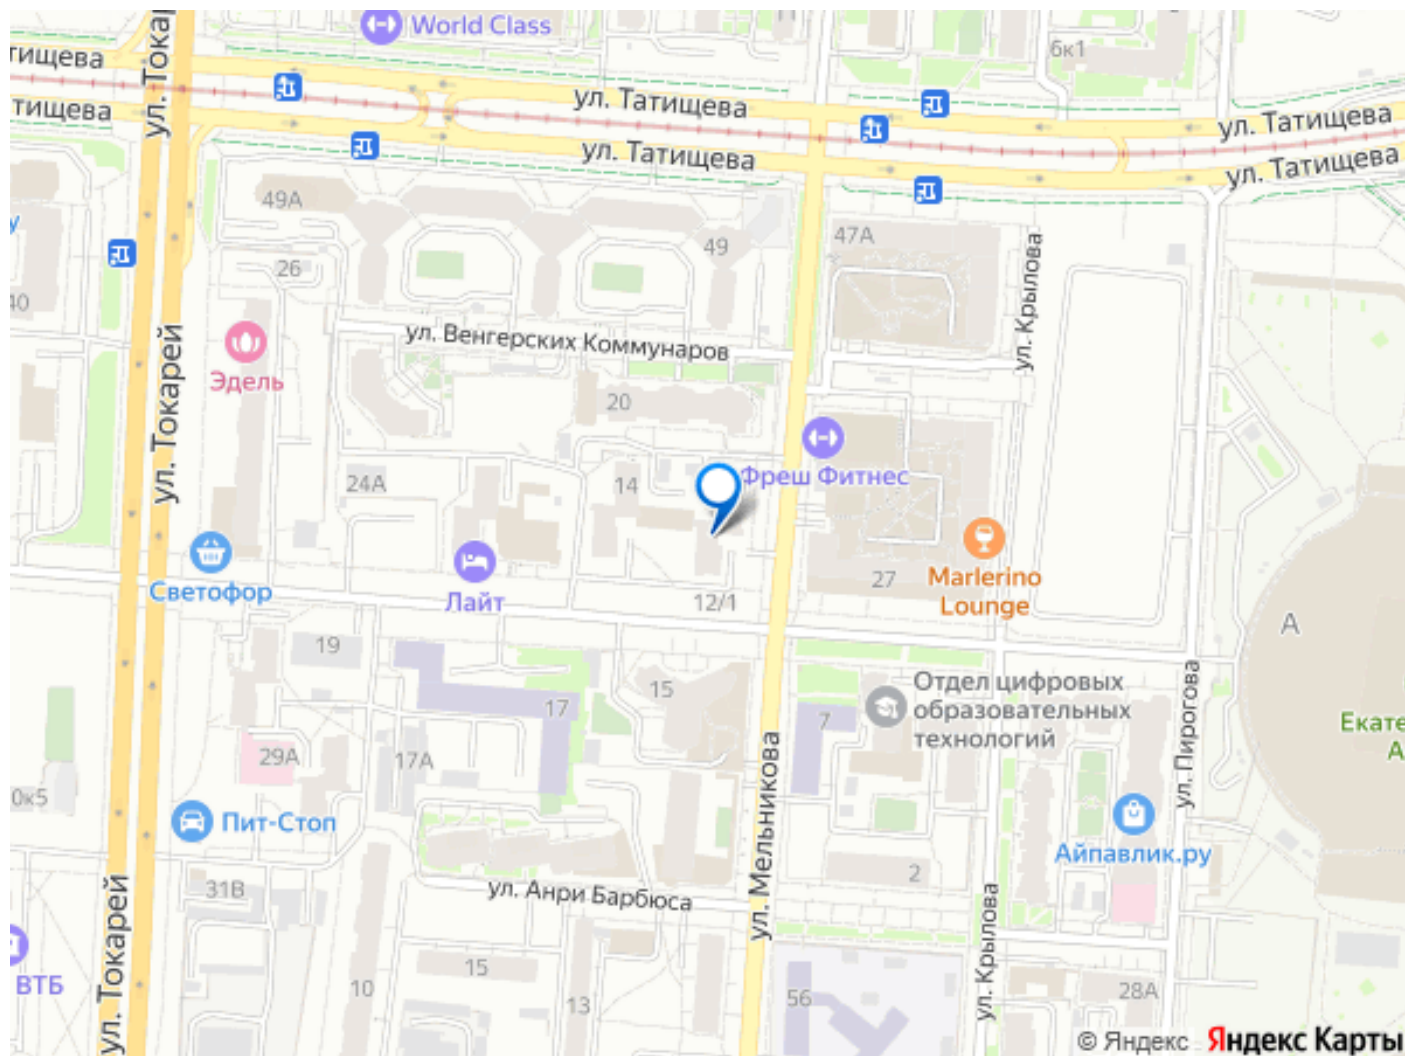 World Class
6к1
тищева
ул. Тока
ул. Татищева
ул. Татищева
тищева
ул. Татищева
ул. Татищева
49А
49
47А
у
26
40
ул. Крылова
ул. Венгерских Коммунаров
Эдель
ул. Токарей
20
24А
14
Фреш Фитнес
Светофор
Лайт
12/1
27
Marlerino
Lounge
А
19
15
17
7
Отдел цифровых
образовательных
технологий
ул. Пирогова
Екате
А
29А
17А
0к5
Пит-Стоп
ул. Мельникова
Айпавлик.ру
2
31В
ул. Анри Барбюса
ул. Токарей
ул. Крылова
ВТБ
10
15
13
56
28А
© Яндекс Яндекс Карты